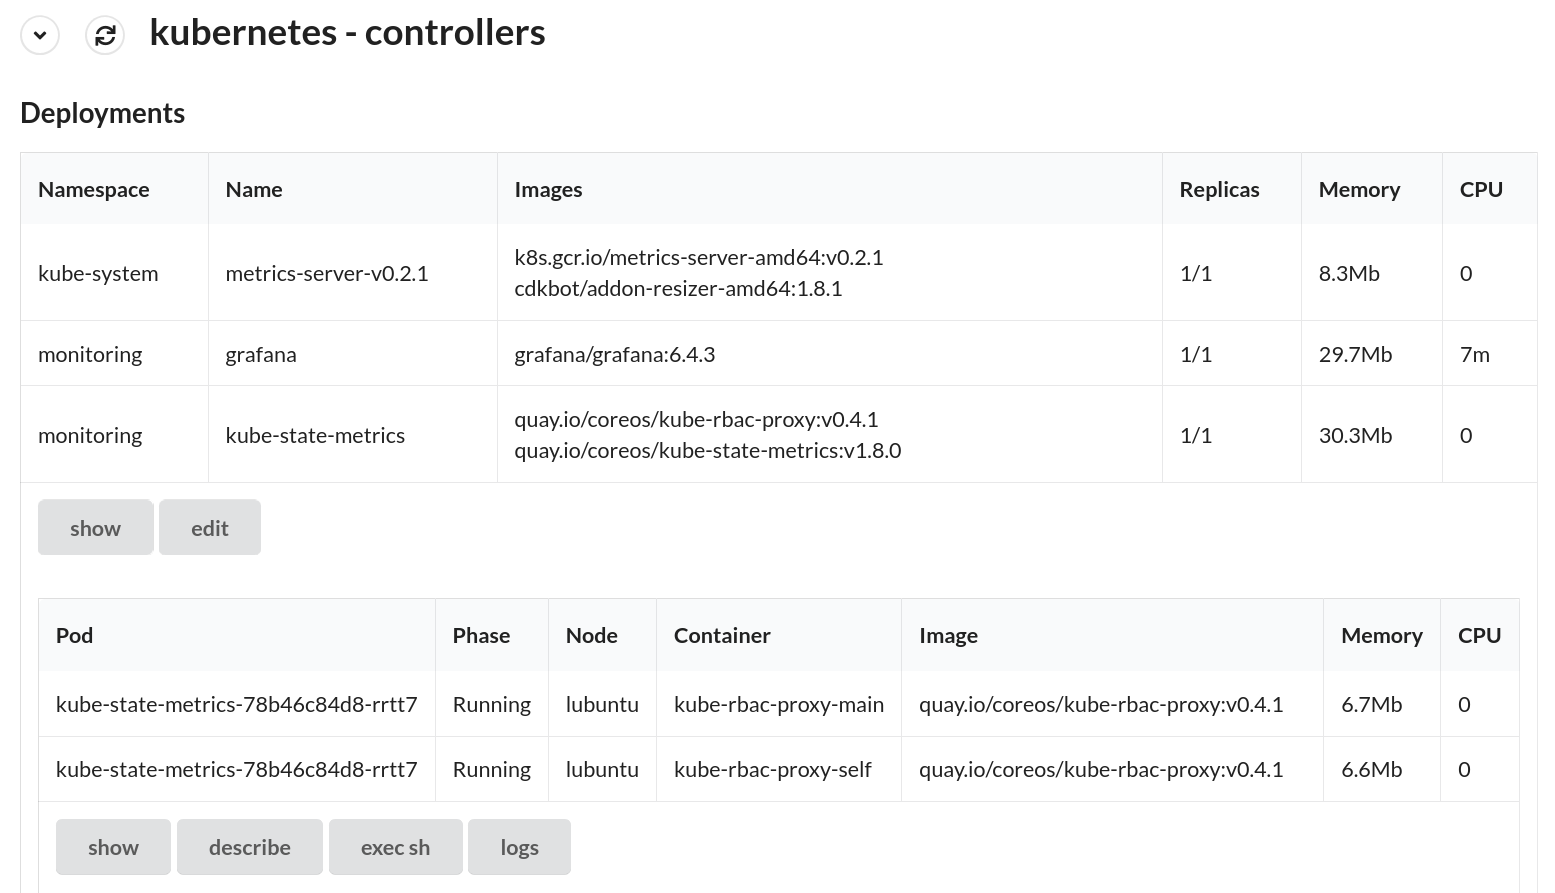 kubernetes - controllers
Deployments
Namespace Name Images Replicas Memory CPU
kube-system metrics-server-v0.2.1 k8s.gcr.io/metrics-server-amd64:v0.2.1 1/1 8.3Mb 0
cdkbot/addon-resizer-amd64:1.8.1
monitoring grafana grafana/grafana:6.4.3 1/1 29.7Mb 7m
monitoring kube-state-metrics quay.io/coreos/kube-rbac-proxy:v0.4.1 1/1 30.3Mb 0
quay.io/coreos/kube-state-metrics:v1.8.0
show edit
Pod Phase Node Container Image Memory CPU
kube-state-metrics-78b46c84d8-rrtt7 Running lubuntu kube-rbac-proxy-main quay.io/coreos/kube-rbac-proxy:v0.4.1 6.7Mb 0
kube-state-metrics-78b46c84d8-rrtt7 Running lubuntu kube-rbac-proxy-self quay.io/coreos/kube-rbac-proxy:v0.4.1 6.6Mb 0
show describe exec sh logs